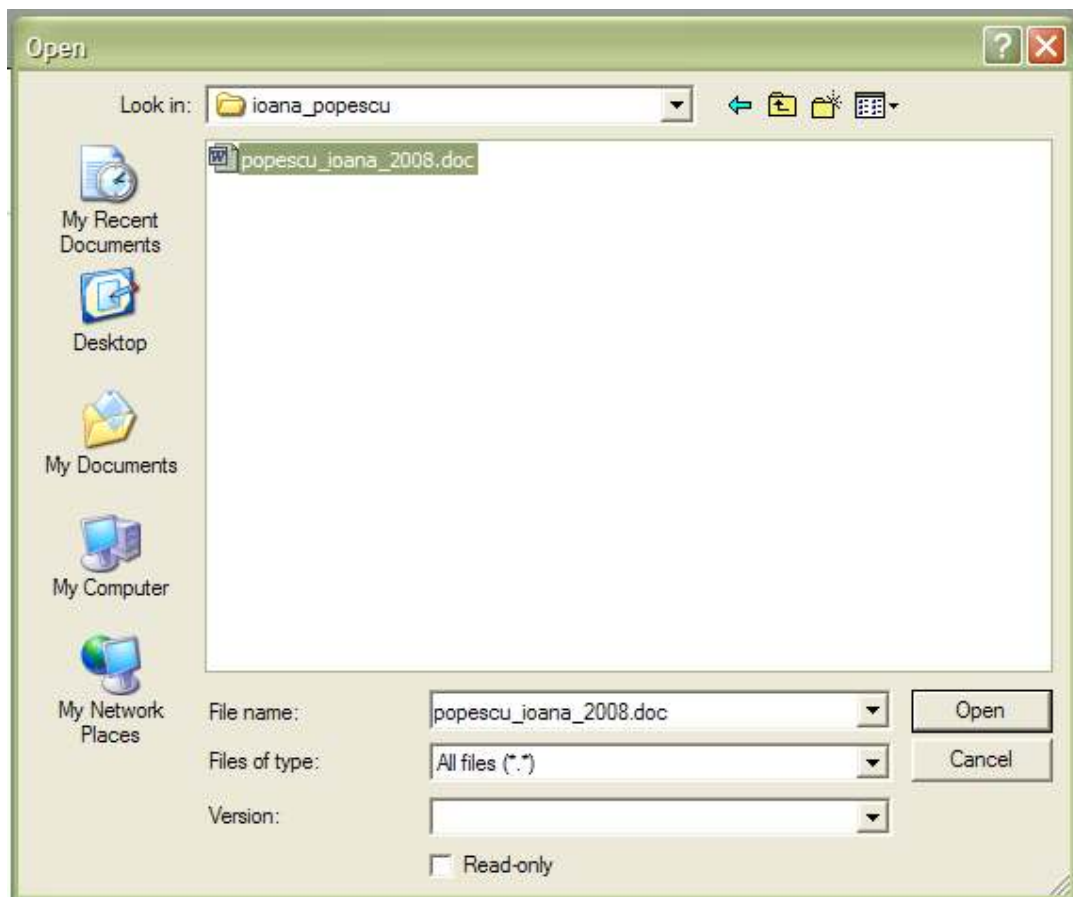 Open
Look in: ioana_popescu
popescu_ioana_2008.doc
My Recent
Documents
Desktop
My Documents
My Computer
My Network
Places
File name: popescu_ioana_2008.doc Open
Files of type: All files (*.*) Cancel
Version:
Read-only